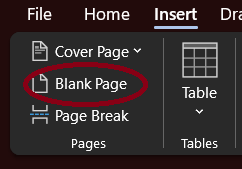 File Home Insert
Cover Page
Blank Page
Page Break
Table
Pages Tables